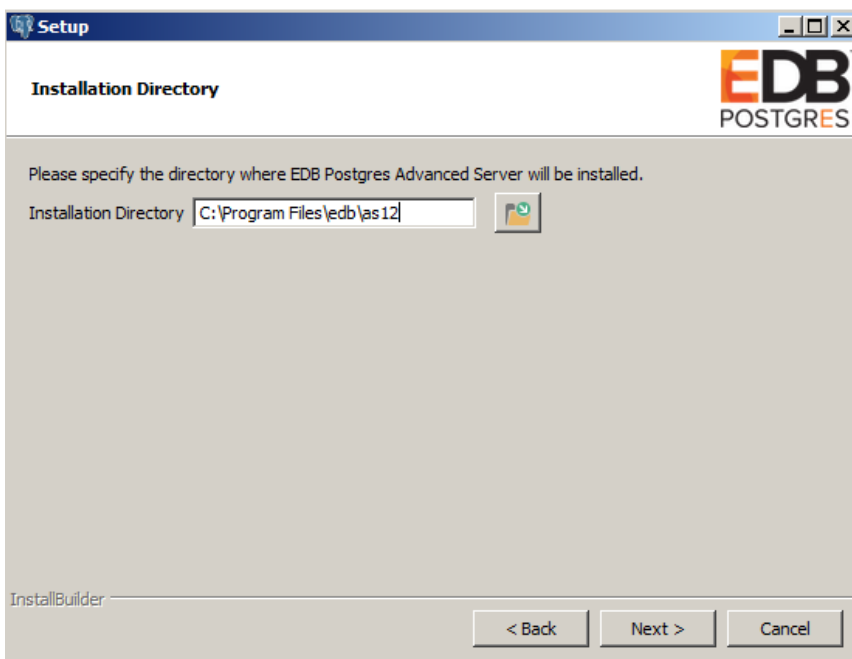 Setup
Installation Directory
EDB
POSTGRES
Please specify the directory where EDB Postgres Advanced Server will be installed.
Installation Directory C:\Program Files\edb\as12
InstallBuilder
< Back Next > Cancel